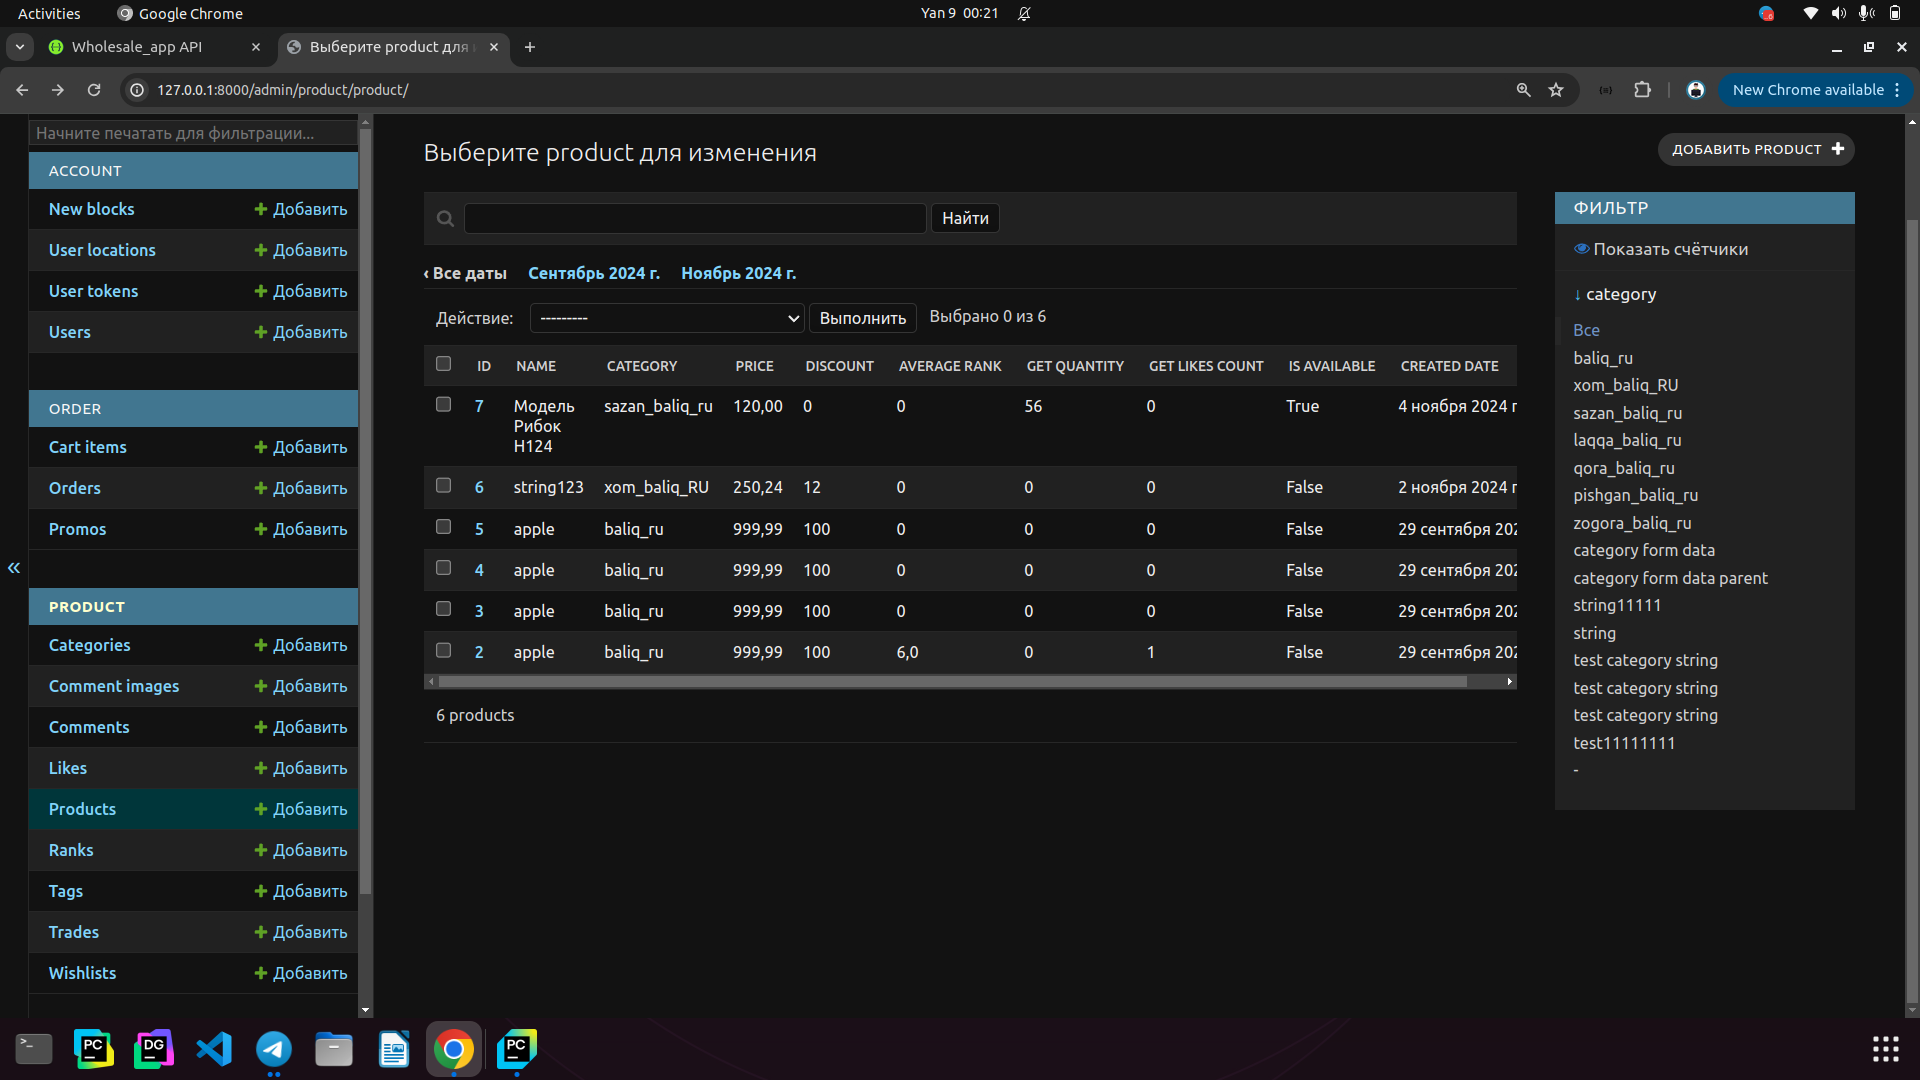 Activities
Google Chrome
Yan 9 00:21
Wholesale_app API
Выберите product для
127.0.0.1:8000/admin/product/product/
New Chrome available
Начните печатать для фильтрации...
ACCOUNT
New blocks
Добавить
User locations
Добавить
User tokens
Добавить
Users
Добавить
ORDER
Cart items
Добавить
Orders
Добавить
Promos
Добавить
PRODUCT
Categories
Добавить
Comment images
Добавить
Comments
Добавить
Likes
Добавить
Products
Добавить
Ranks
Добавить
Tags
Добавить
Trades
Добавить
Wishlists
Добавить
«
Выберите product для изменения
ДОБАВИТЬ PRODUCT
Найти
‹ Все даты Сентябрь 2024 г. Ноябрь 2024 г.
Действие: --------- Выполнить Выбрано 0 из 6
ID NAME CATEGORY PRICE DISCOUNT AVERAGE RANK GET QUANTITY GET LIKES COUNT IS AVAILABLE CREATED DATE
7 Модель Рибок H124 sazan_baliq_ru 120,00 0 0 56 0 True 4 ноября 2024 г
6 string123 xom_baliq_RU 250,24 12 0 0 0 False 2 ноября 2024 г
5 apple baliq_ru 999,99 100 0 0 0 False 29 сентября 202
4 apple baliq_ru 999,99 100 0 0 0 False 29 сентября 202
3 apple baliq_ru 999,99 100 0 0 0 False 29 сентября 202
2 apple baliq_ru 999,99 100 6,0 0 1 False 29 сентября 202
6 products
ФИЛЬТР
Показать счётчики
↓ category
Все
baliq_ru
xom_baliq_RU
sazan_baliq_ru
laqqa_baliq_ru
qora_baliq_ru
pishgan_baliq_ru
zogora_baliq_ru
category form data
category form data parent
string11111
string
test category string
test category string
test category string
test11111111
-
PC
DG
PC